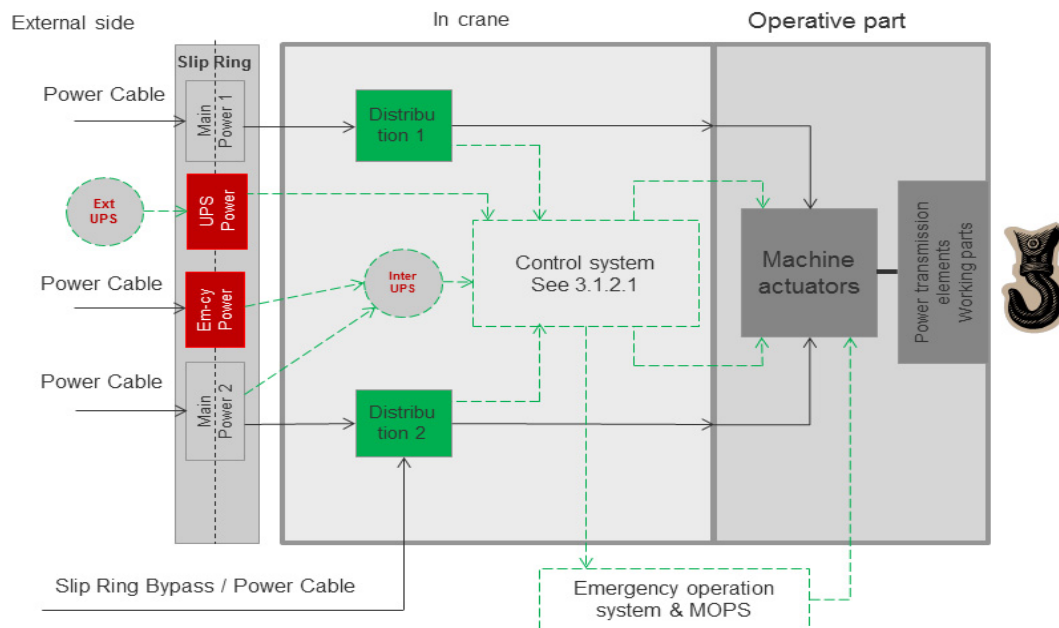 External side
In crane
Operative part
Slip Ring
Power Cable
Main
Power 1
Distribu
tion 1
Ext
UPS
UPS
Power
Inter
UPS
Control system
See 3.1.2.1
Machine
actuators
Power transmission
elements
Working parts
Power Cable
Em-cy
Power
Power Cable
Main
Power 2
Distribu
tion 2
Slip Ring Bypass / Power Cable
Emergency operation
system & MOPS